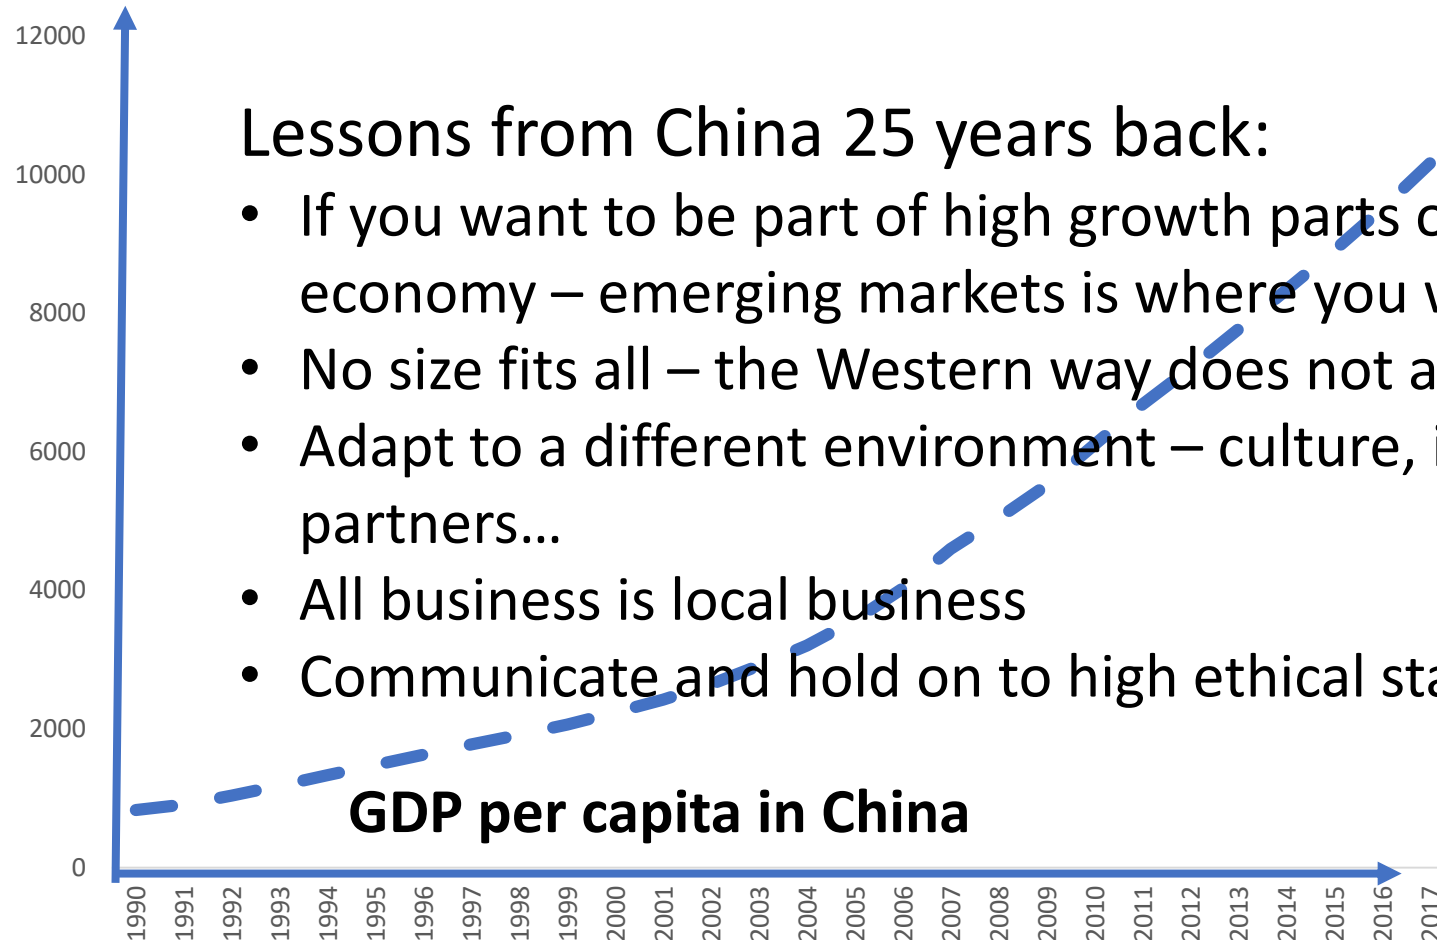 12000
10000
8000
6000
4000
2000
0
Lessons from China 25 years back:
• If you want to be part of high growth parts
economy – emerging markets is where you
• No size fits all – the Western way does not
• Adapt to a different environment – culture,
partners…
• All business is local business
• Communicate and hold on to high ethical
GDP per capita in China
1990 1991 1992 1993 1994 1995 1996 1997 1998 1999 2000 2001 2002 2003 2004 2005 2006 2007 2008 2009 2010 2011 2012 2013 2014 2015 2016 2017